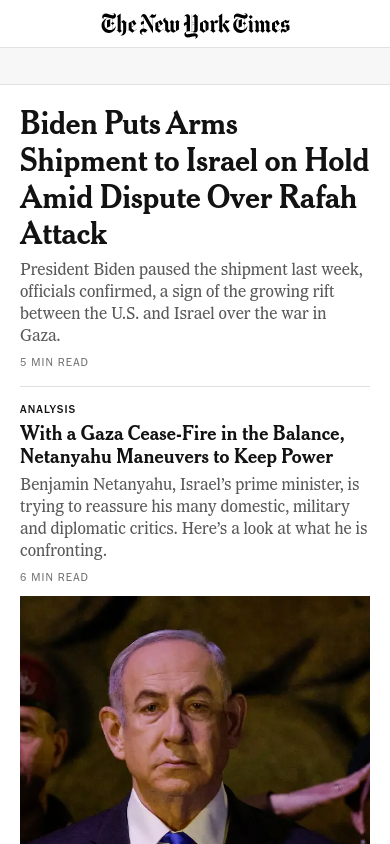 The New York Times
Biden Puts Arms
Shipment to Israel on Hold
Amid Dispute Over Rafah
Attack
President Biden paused the shipment last week,
officials confirmed, a sign of the growing rift
between the U.S. and Israel over the war in
Gaza.
5 MIN READ
ANALYSIS
With a Gaza Cease-Fire in the Balance,
Netanyahu Maneuvers to Keep Power
Benjamin Netanyahu, Israel’s prime minister, is
trying to reassure his many domestic, military
and diplomatic critics. Here’s a look at what he is
confronting.
6 MIN READ